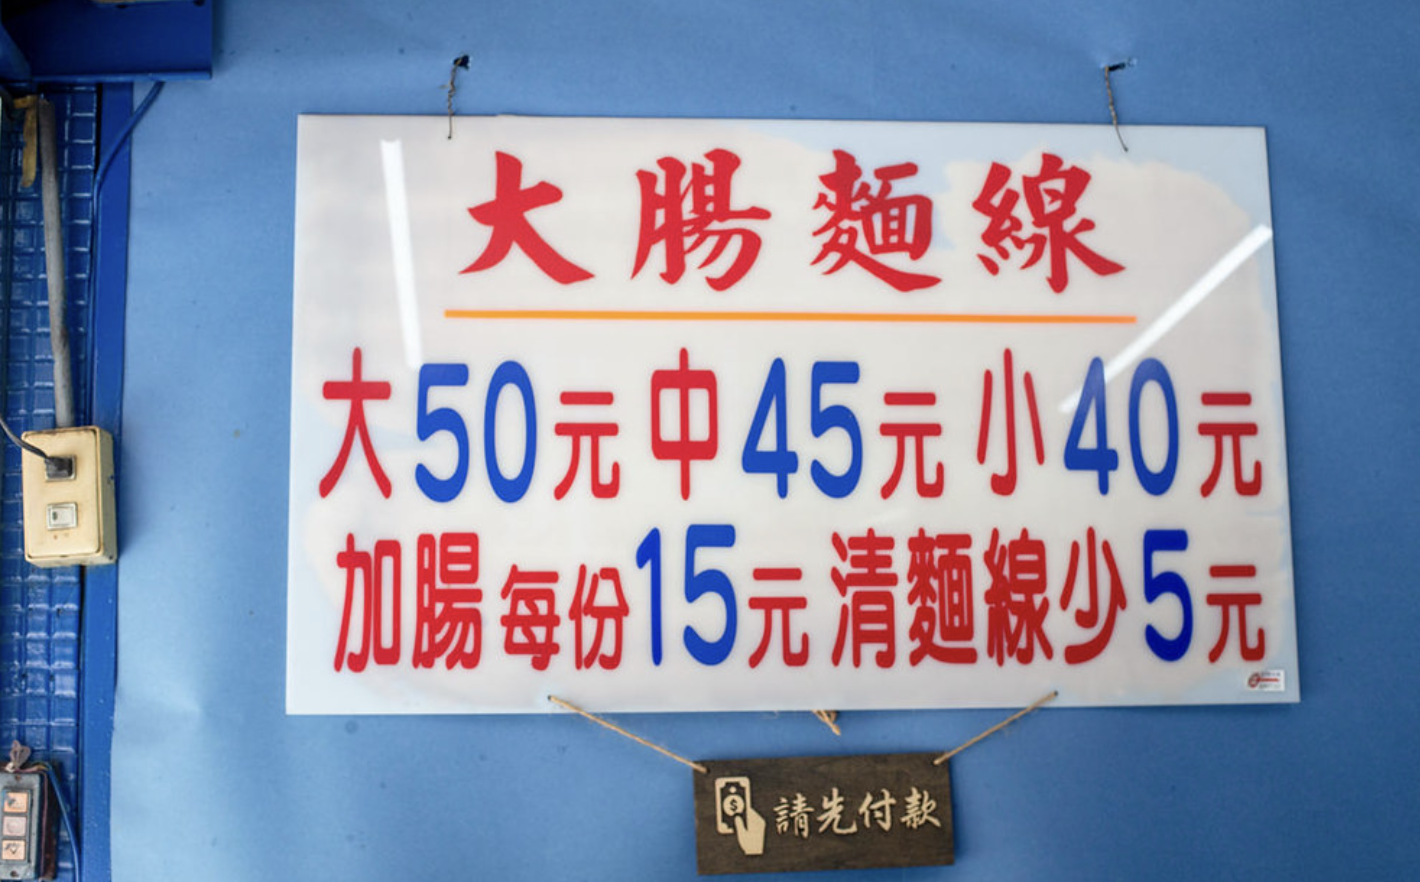 大腸麵線
大50元 中45元 小40元
加腸每份15元 清麵線少5元
請先付款